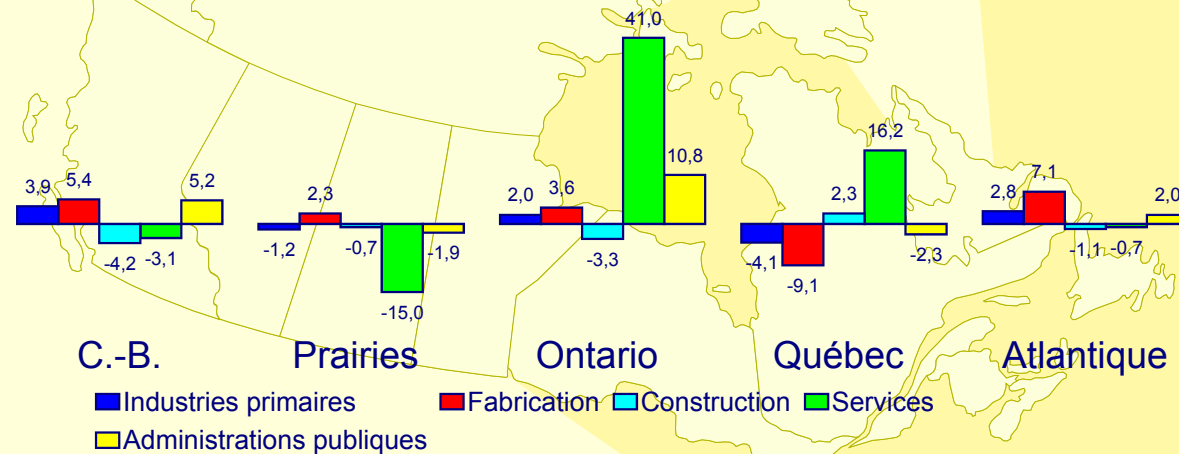 41,0
16,2
10,8
3,9 5,4 5,2 2,3 2,0 3,6 2,3 2,8 7,1 2,0
-4,2 -3,1 -1,2 -0,7 -1,9 -3,3 -4,1 -2,3 -1,1 -0,7
-15,0 -9,1
C.-B. Prairies Ontario Québec Atlantique
Industries primaires Fabrication Construction Services
Administrations publiques